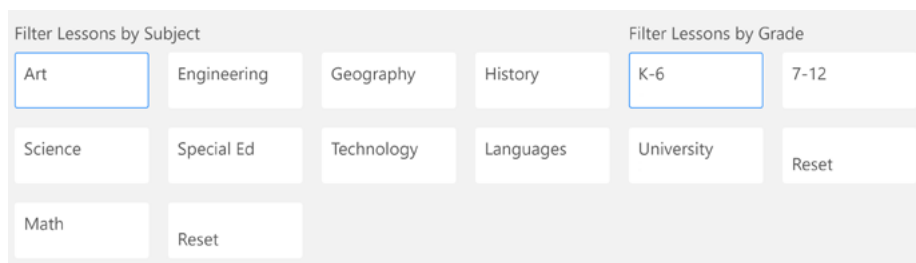 Filter Lessons by Subject
Filter Lessons by Grade
Art
Engineering
Geography
History
K-6
7-12
Science
Special Ed
Technology
Languages
University
Reset
Math
Reset